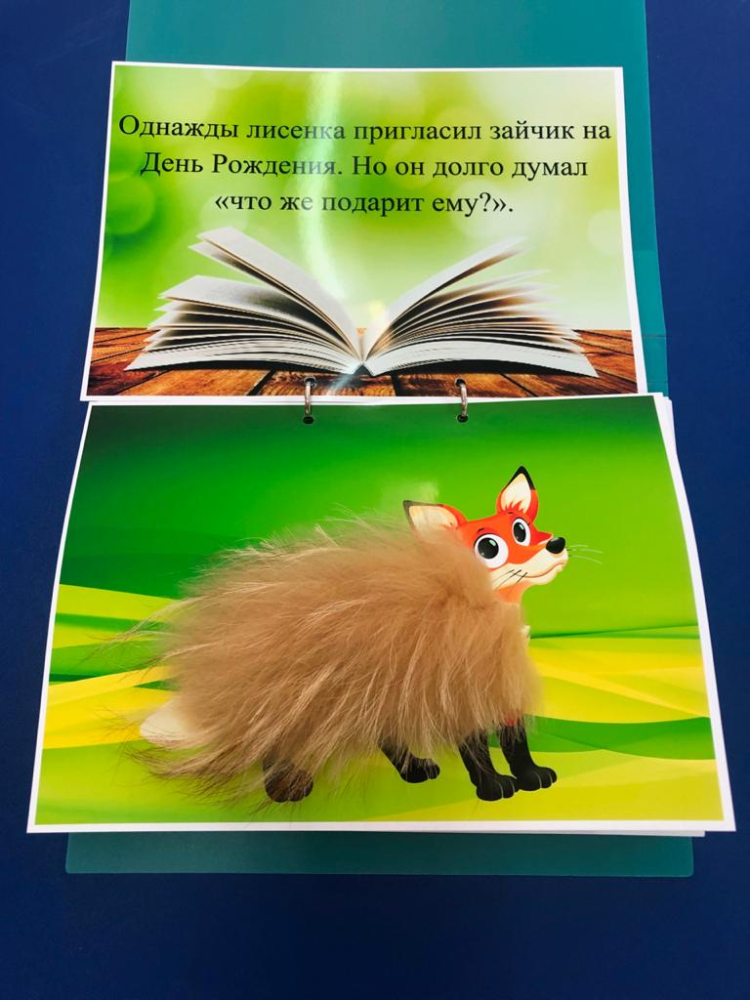 Однажды лисенка пригласил зайчик на
День Рождения. Но он долго думал
«что же подарит ему?».